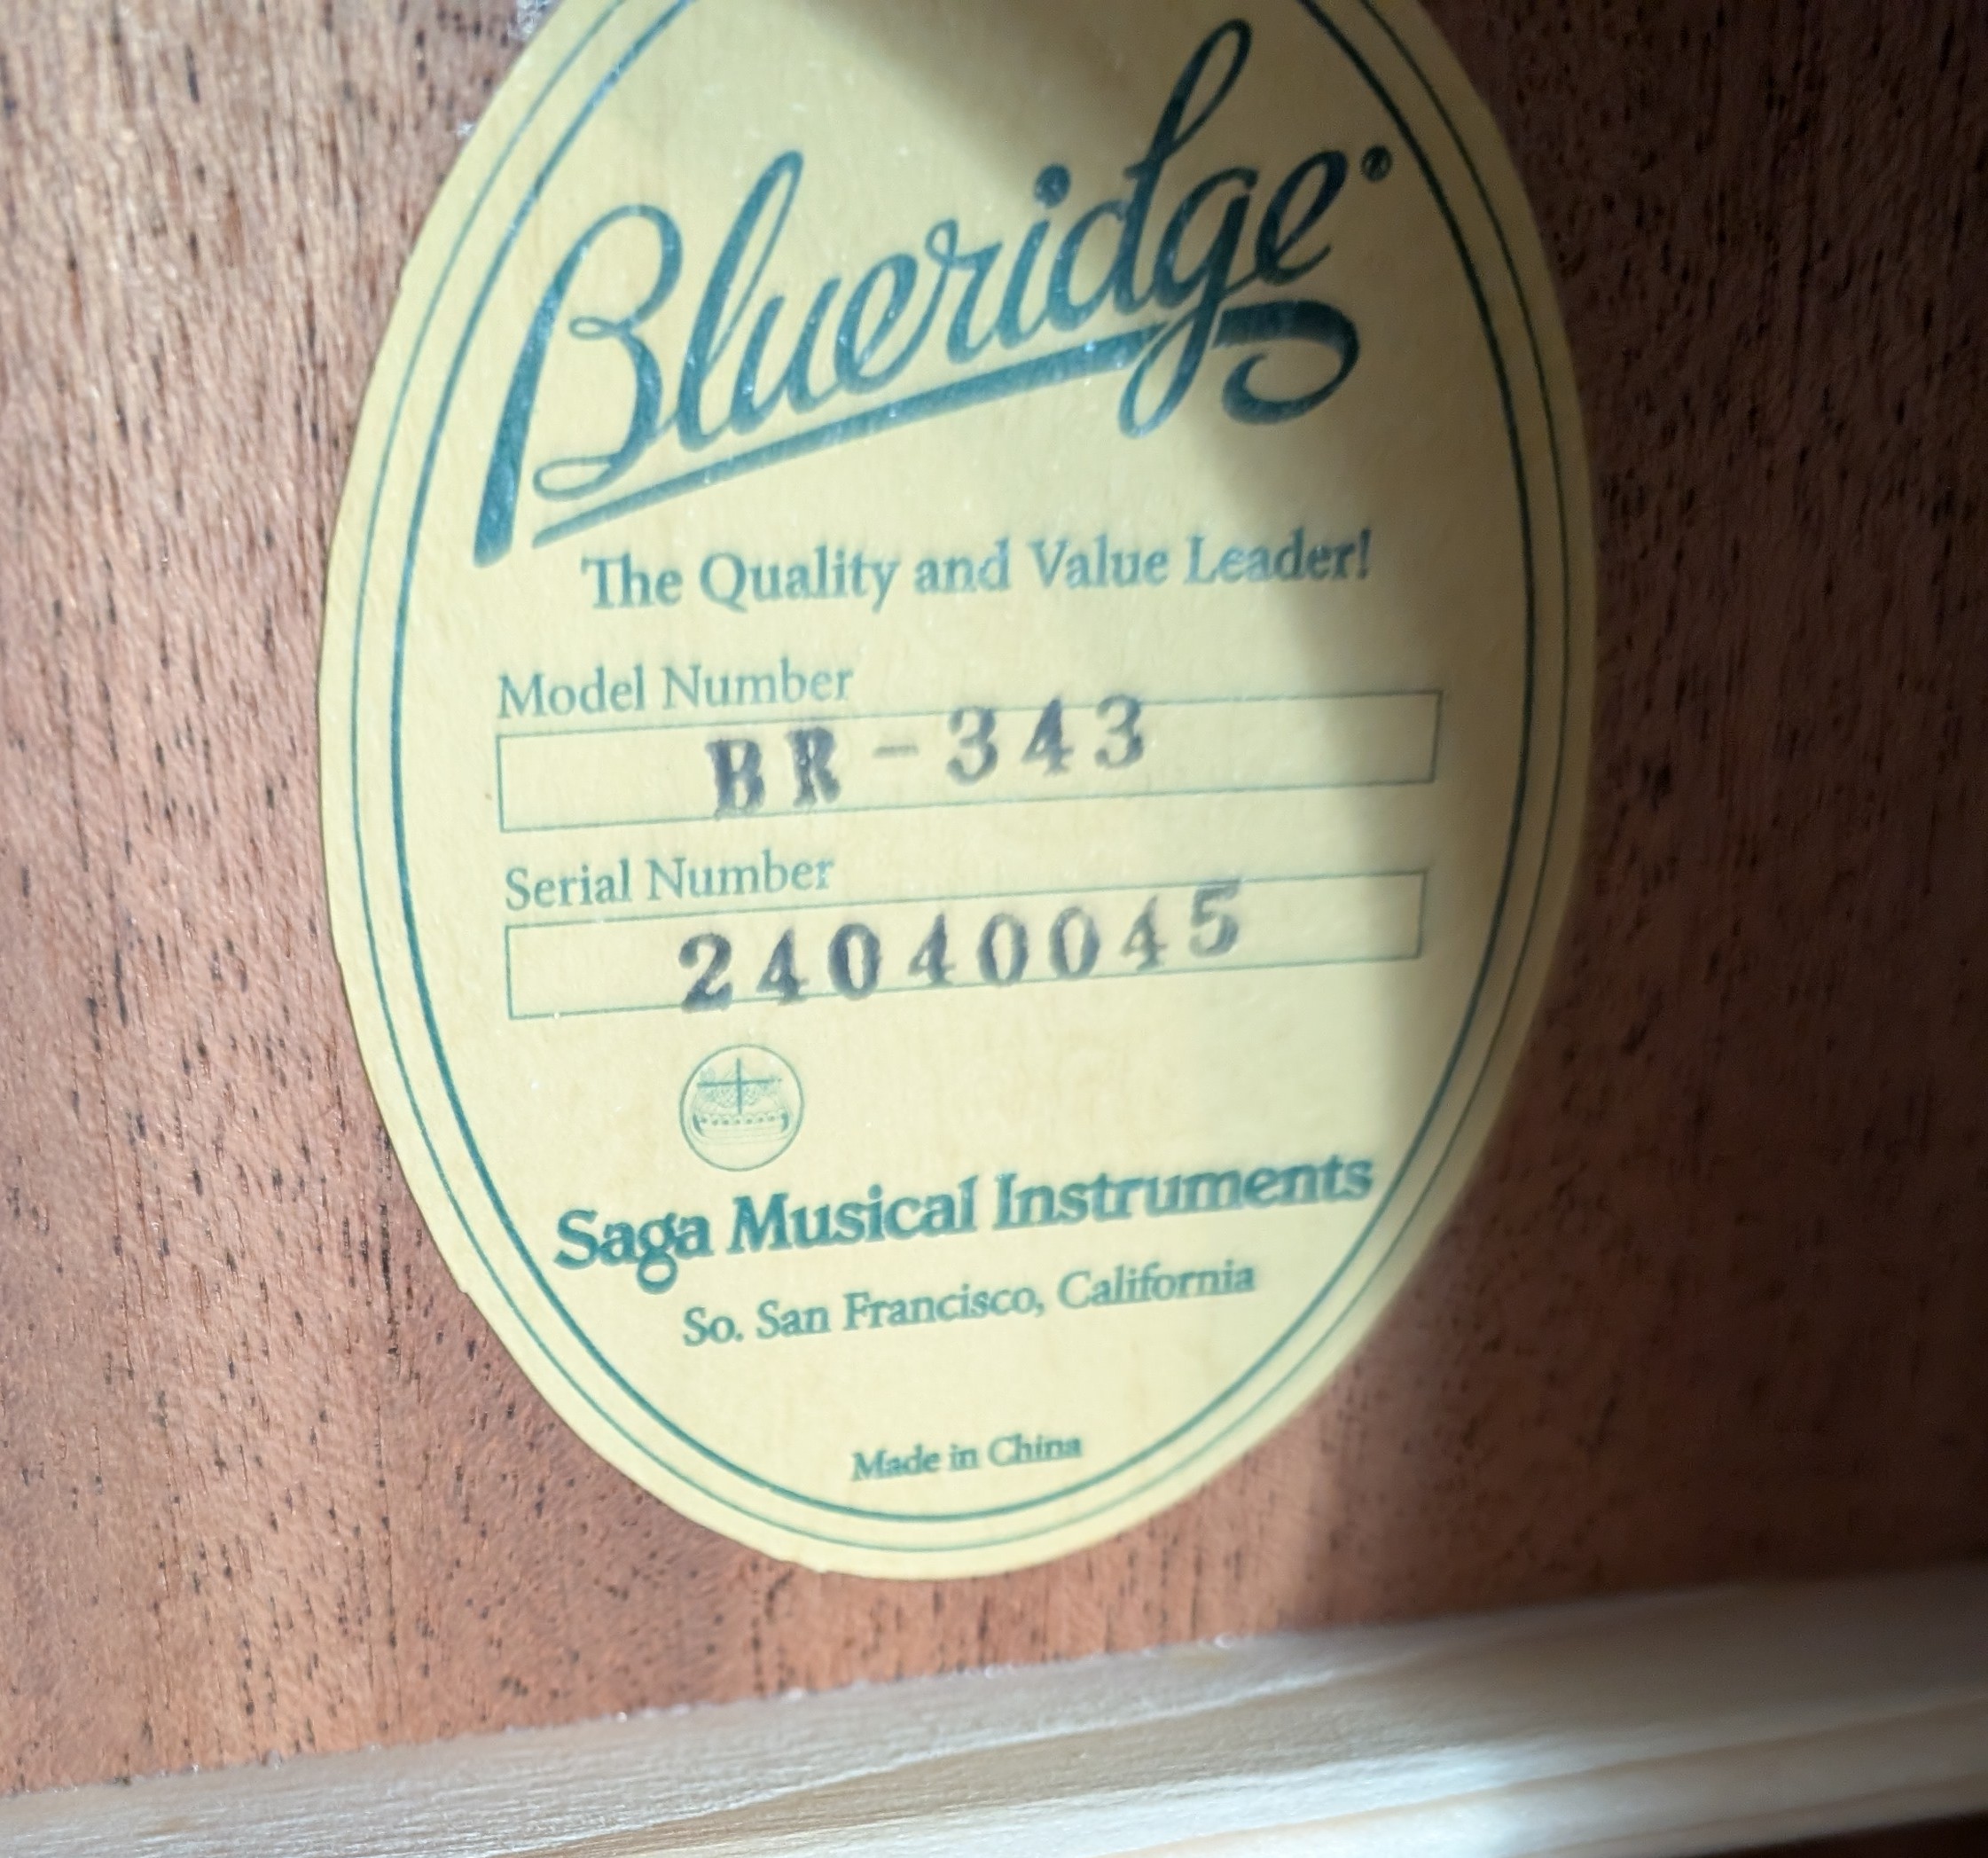 Blueridge®
The Quality and Value Leader!
Model Number
BR-343
Serial Number
24040045
Saga Musical Instruments
So. San Francisco, California
Made in China